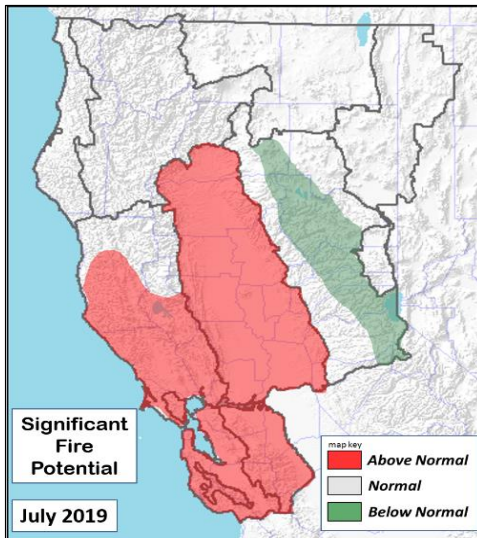 Significant
Fire
Potential
July 2019
map key
Above Normal
Normal
Below Normal